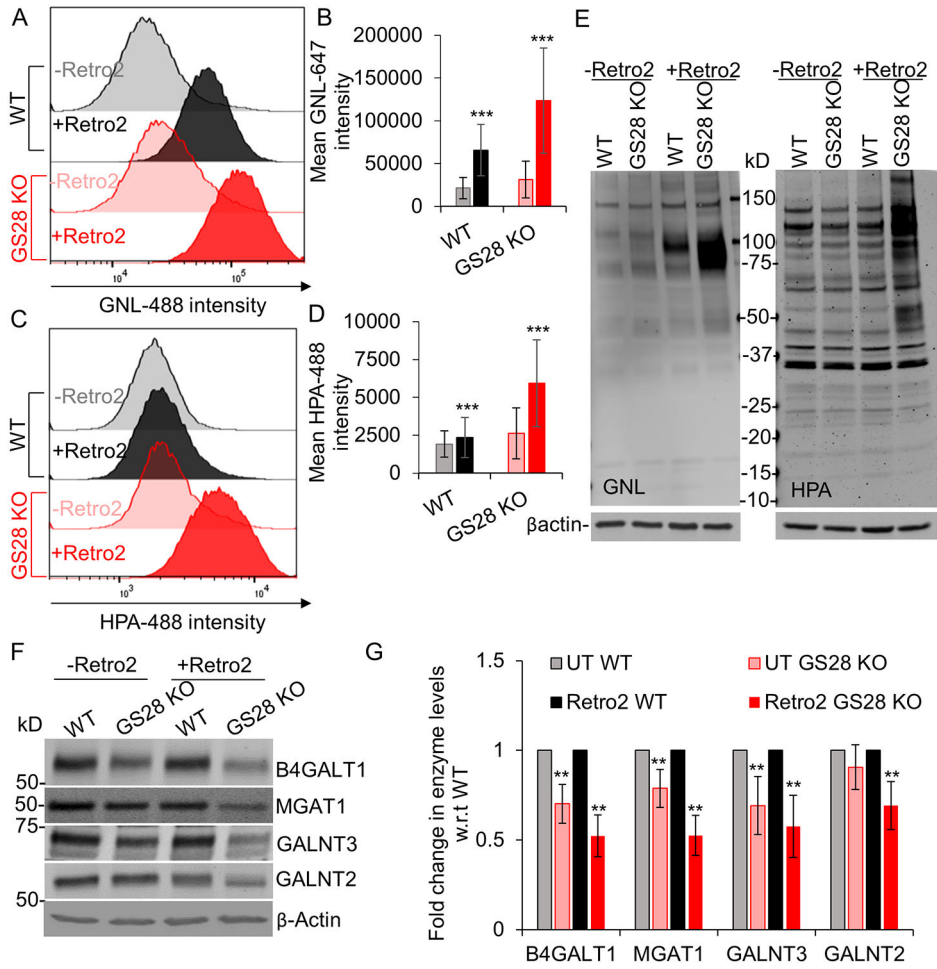 A
WT
-Retro2
+Retro2
GS28 KO
-Retro2
+Retro2
10⁴
10⁵
GNL-488 intensity
B
Mean GNL-647
intensity
200000
150000
100000
50000
0
***
***
WT
GS28 KO
C
WT
-Retro2
+Retro2
GS28 KO
-Retro2
+Retro2
10³
10⁴
HPA-488 intensity
D
Mean HPA-488
intensity
10000
7500
5000
2500
0
***
***
WT
GS28 KO
E
-Retro2
+Retro2
WT
GS28 KO
WT
GS28 KO
GNL
βactin-
kD
150
100
-75-
-50-
-37-
-25-
-20-
-15-
-10-
-Retro2
+Retro2
WT
GS28 KO
WT
GS28 KO
HPA
F
-Retro2
+Retro2
kD
WT
GS28 KO
WT
GS28 KO
50-
B4GALT1
50-
MGAT1
75-
GALNT3
GALNT2
50-
β-Actin
G
Fold change in enzyme levels
w.r.t WT
1.5
1
0.5
0
UT WT
UT GS28 KO
Retro2 WT
Retro2 GS28 KO
**
**
**
**
**
**
**
B4GALT1
MGAT1
GALNT3
GALNT2